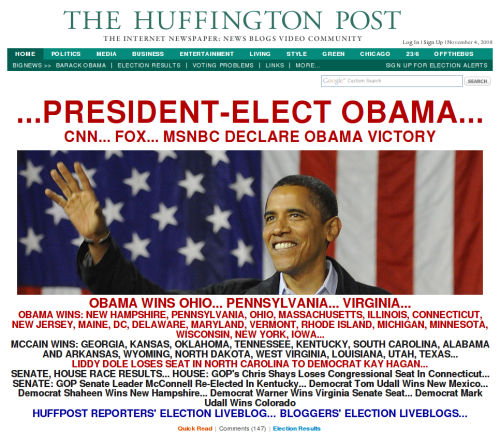 THE HUFFINGTON POST
THE INTERNET NEWSPAPER: NEWS BLOGS VIDEO COMMUNITY
Log In | Sign Up | November 4, 2008
HOME POLITICS MEDIA BUSINESS ENTERTAINMENT LIVING STYLE GREEN CHICAGO 23/6 OFFTHEBUS
BIG NEWS >> BARACK OBAMA | ELECTION RESULTS | VOTING PROBLEMS | LINKS | MORE... SIGN UP FOR ELECTION ALERTS
Google Custom Search SEARCH
...PRESIDENT-ELECT OBAMA...
CNN... FOX... MSNBC DECLARE OBAMA VICTORY
OBAMA WINS OHIO... PENNSYLVANIA... VIRGINIA...
OBAMA WINS: NEW HAMPSHIRE, PENNSYLVANIA, OHIO, MASSACHUSETTS, ILLINOIS, CONNECTICUT,
NEW JERSEY, MAINE, DC, DELAWARE, MARYLAND, VERMONT, RHODE ISLAND, MICHIGAN, MINNESOTA,
WISCONSIN, NEW YORK, IOWA...
MCCAIN WINS: GEORGIA, KANSAS, OKLAHOMA, TENNESSEE, KENTUCKY, SOUTH CAROLINA, ALABAMA
AND ARKANSAS, WYOMING, NORTH DAKOTA, WEST VIRGINIA, LOUISIANA, UTAH, TEXAS...
LIDDY DOLE LOSES SEAT IN NORTH CAROLINA TO DEMOCRAT KAY HAGAN...
SENATE, HOUSE RACE RESULTS... HOUSE: GOP's Chris Shays Loses Congressional Seat In Connecticut...
SENATE: GOP Senate Leader McConnell Re-Elected In Kentucky... Democrat Tom Udall Wins New Mexico...
Democrat Shaheen Wins New Hampshire... Democrat Warner Wins Virginia Senate Seat... Democrat Mark
Udall Wins Colorado
HUFFPOST REPORTERS' ELECTION LIVEBLOG... BLOGGERS' ELECTION LIVEBLOGS...
Quick Read | Comments (147) | Election Results